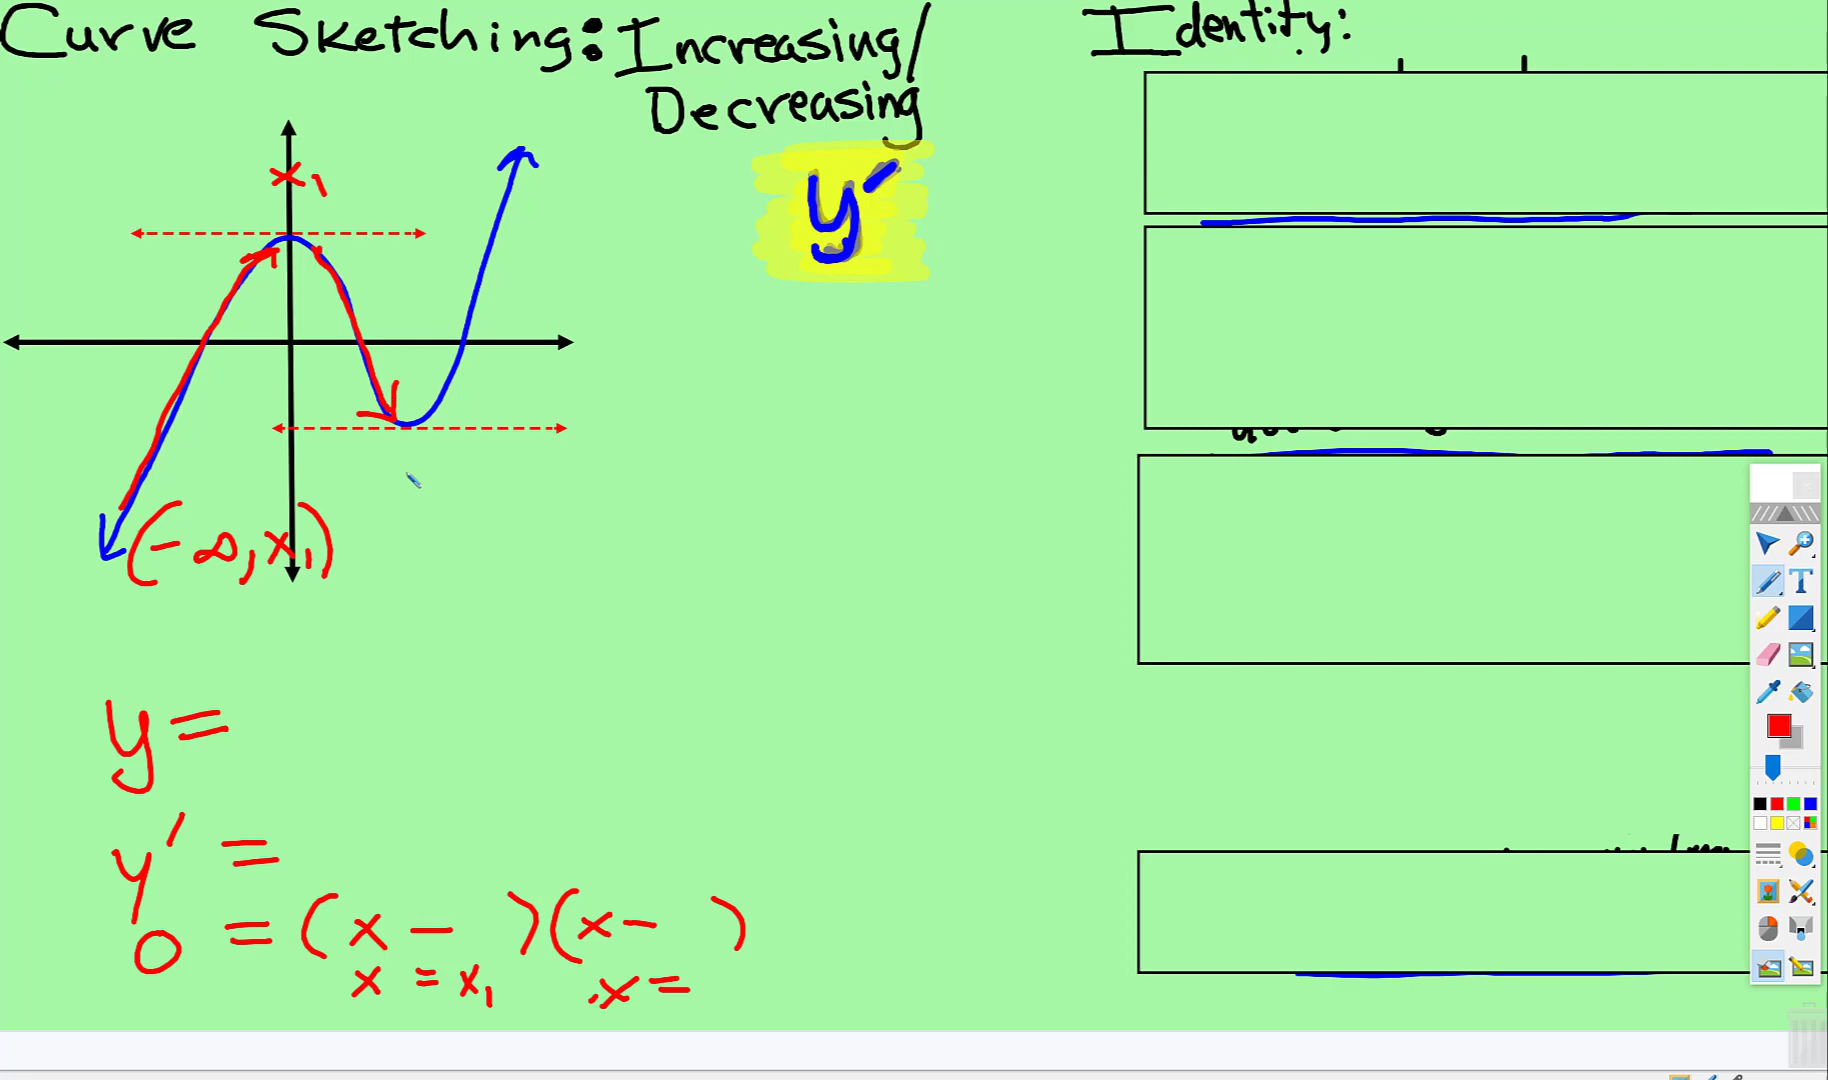 Curve Sketching: Increasing/
Decreasing
y′
Identity:
x₁
(-∞, x₁)
y =
y′ =
0 = (x -   )(x -   )
x = x₁   x =
T